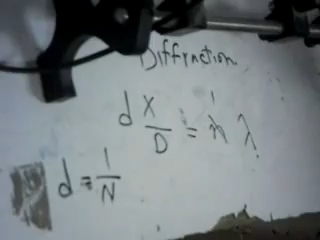 Diffraction
d x/D = n λ
d = 1/N